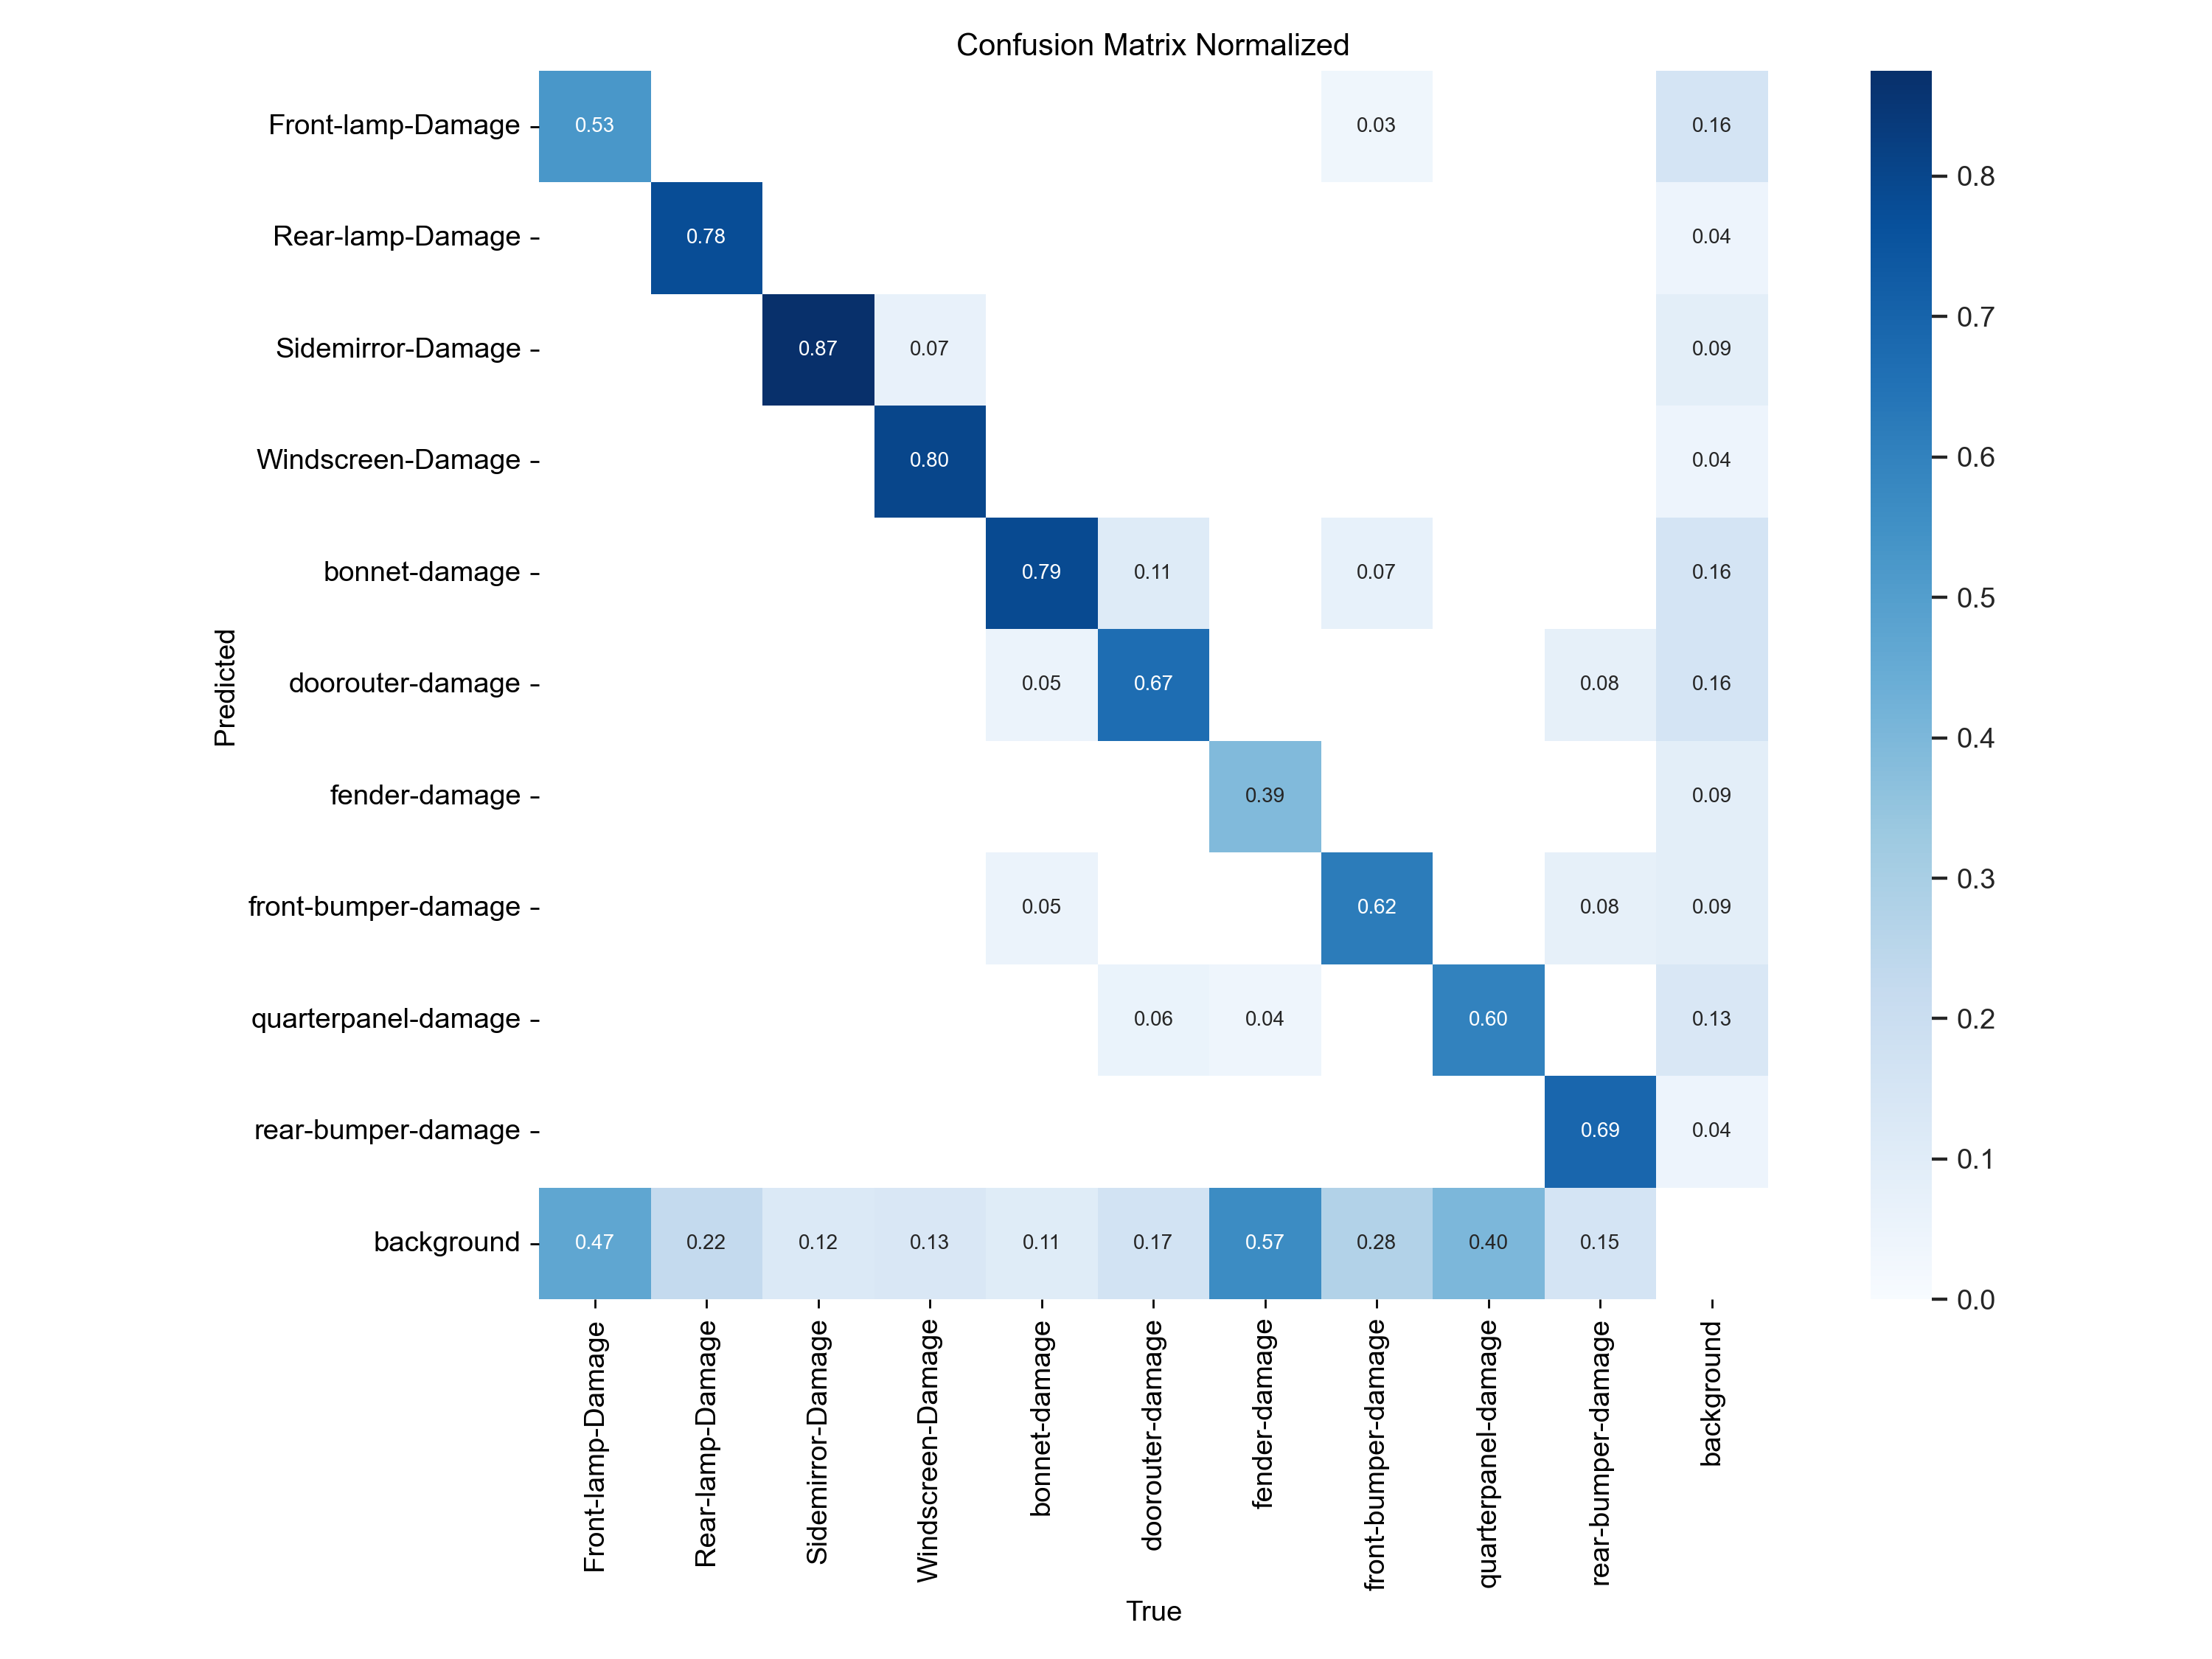 Confusion Matrix Normalized
Front-lamp-Damage 0.53 0.03 0.16
Rear-lamp-Damage 0.78 0.04
Sidemirror-Damage 0.87 0.07 0.09
Windscreen-Damage 0.80 0.04
bonnet-damage 0.79 0.11 0.07 0.16
doorouter-damage 0.05 0.67 0.08 0.16
fender-damage 0.39 0.09
front-bumper-damage 0.05 0.62 0.08 0.09
quarterpanel-damage 0.06 0.04 0.60 0.13
rear-bumper-damage 0.69 0.04
background 0.47 0.22 0.12 0.13 0.11 0.17 0.57 0.28 0.40 0.15
Predicted
Front-lamp-Damage
Rear-lamp-Damage
Sidemirror-Damage
Windscreen-Damage
bonnet-damage
doorouter-damage
fender-damage
front-bumper-damage
quarterpanel-damage
rear-bumper-damage
background
True
0.8
0.7
0.6
0.5
0.4
0.3
0.2
0.1
0.0